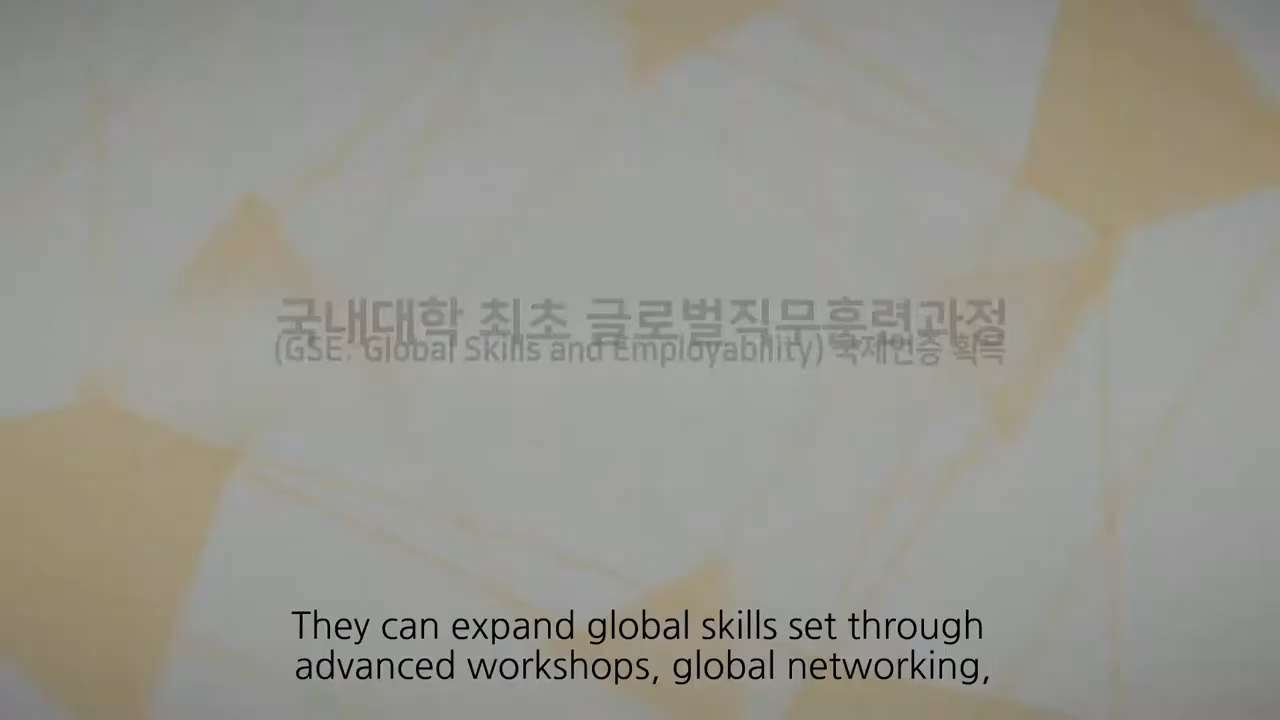 국내대학 최초 글로벌직무훈련과정
(GSE: Global Skills and Employability) 국제인증 획득
They can expand global skills set through
advanced workshops, global networking,